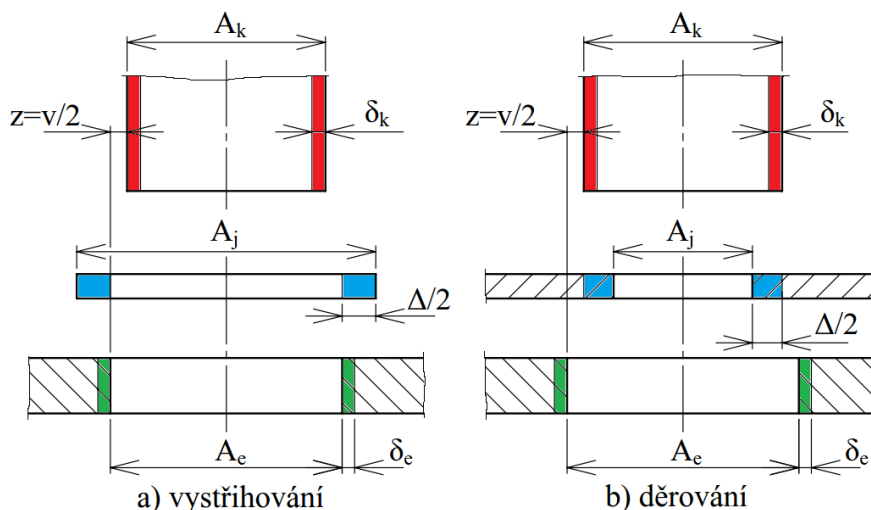 A_k A_k
z=v/2 δ_k z=v/2 δ_k
A_j A_j
Δ/2 Δ/2
A_e δ_e A_e δ_e
a) vystřihování b) děrování